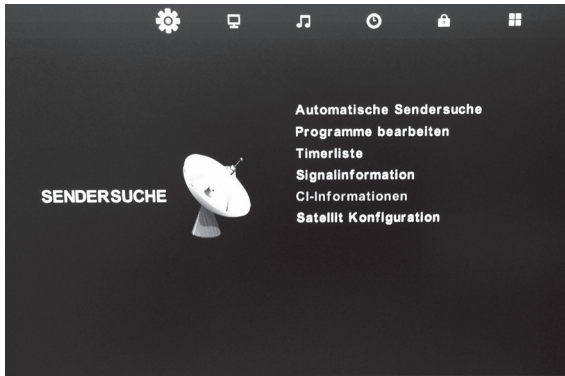 SENDERSUCHE
Automatische Sendersuche
Programme bearbeiten
Timerliste
Signalinformation
CI-Informationen
Satellit Konfiguration